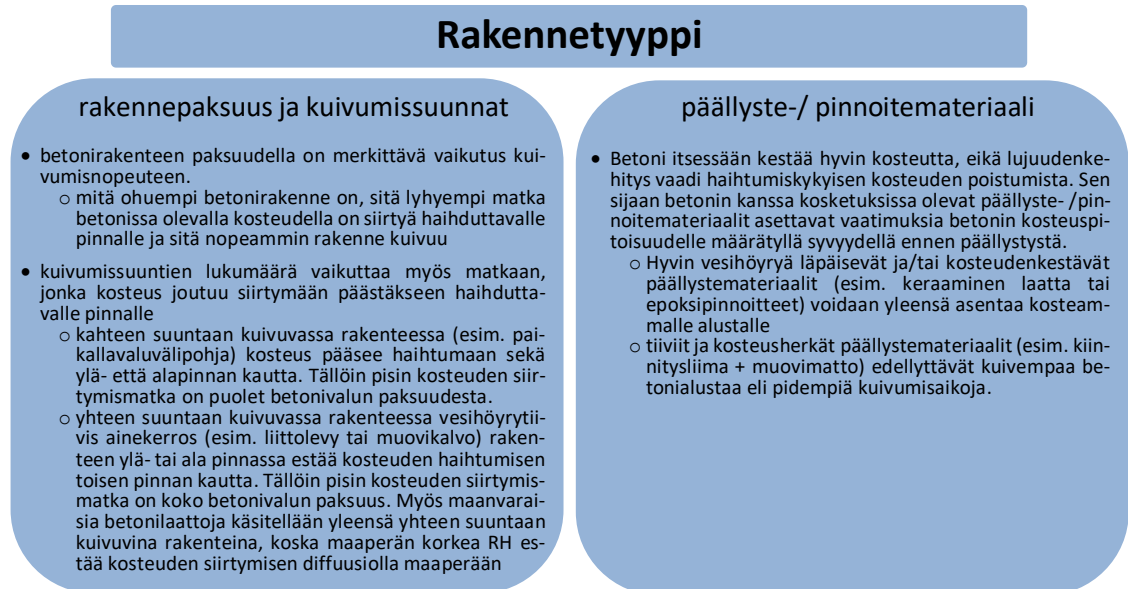 Rakennetyyppi
rakennepaksuus ja kuivumissuunnat
• betonirakenteen paksuudella on merkittävä vaikutus kui-
vumisnopeuteen.
o mitä ohuempi betonirakenne on, sitä lyhyempi matka
betonissa olevalla kosteudella on siirtyä haihduttavalle
pinnalle ja sitä nopeammin rakenne kuivuu
• kuivumissuuntien lukumäärä vaikuttaa myös matkaan,
jonka kosteus joutuu siirtymään päästäkseen haihdutta-
valle pinnalle
o kahteen suuntaan kuivuvassa rakenteessa (esim. pai-
kallavaluvälipohja) kosteus pääsee haihtumaan sekä
ylä- että alapinnan kautta. Tällöin pisin kosteuden siir-
tymismatka on puolet betonivalun paksuudesta.
o yhteen suuntaan kuivuvassa rakenteessa vesihöyrytii-
vis ainekerros (esim. liittolevy tai muovikalvo) raken-
teen ylä- tai ala pinnassa estää kosteuden haihtumisen
toisen pinnan kautta. Tällöin pisin kosteuden siirtymis-
matka on koko betonivalun paksuus. Myös maanvarai-
sia betonilaattoja käsitellään yleensä yhteen suuntaan
kuivuvina rakenteina, koska maaperän korkea RH es-
tää kosteuden siirtymisen diffuusiolla maaperään
päällyste-/ pinnoitemateriaali
• Betoni itsessään kestää hyvin kosteutta, eikä lujuudenke-
hitys vaadi haihtumiskykyisen kosteuden poistumista. Sen
sijaan betonin kanssa kosketuksissa olevat päällyste- /pin-
noitemateriaalit asettavat vaatimuksia betonin kosteuspi-
toisuudelle määrätyllä syvyydellä ennen päällystystä.
o Hyvin vesihöyryä läpäisevät ja/tai kosteudenkestävät
päällystemateriaalit (esim. keraaminen laatta tai
epoksipinnoitteet) voidaan yleensä asentaa kosteam-
malle alustalle
o tiiviit ja kosteusherkät päällystemateriaalit (esim. kiin-
nitysliima + muovimatto) edellyttävät kuivempaa be-
tonialustaa eli pidempiä kuivumisaikoja.